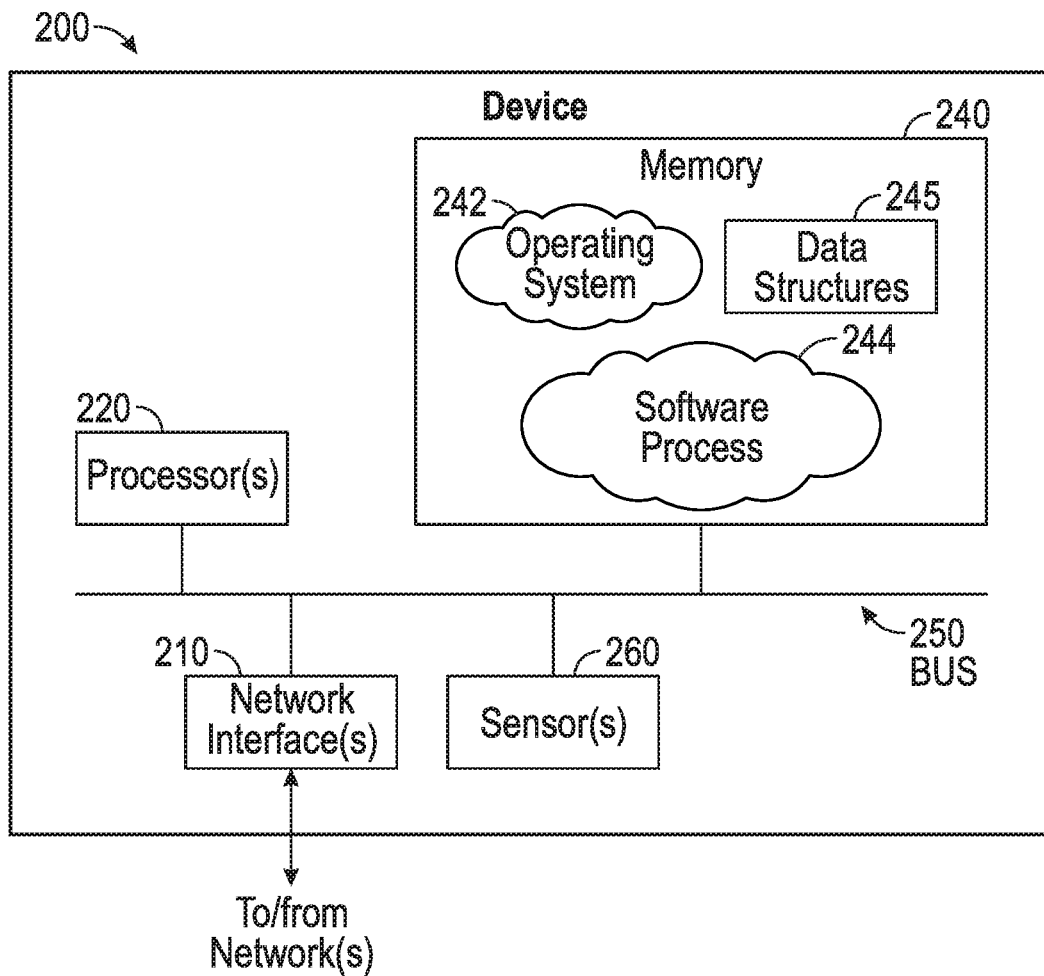 200
Device
240
Memory
242
Operating
System
245
Data
Structures
244
Software
Process
220
Processor(s)
250
BUS
210
Network
Interface(s)
260
Sensor(s)
To/from
Network(s)